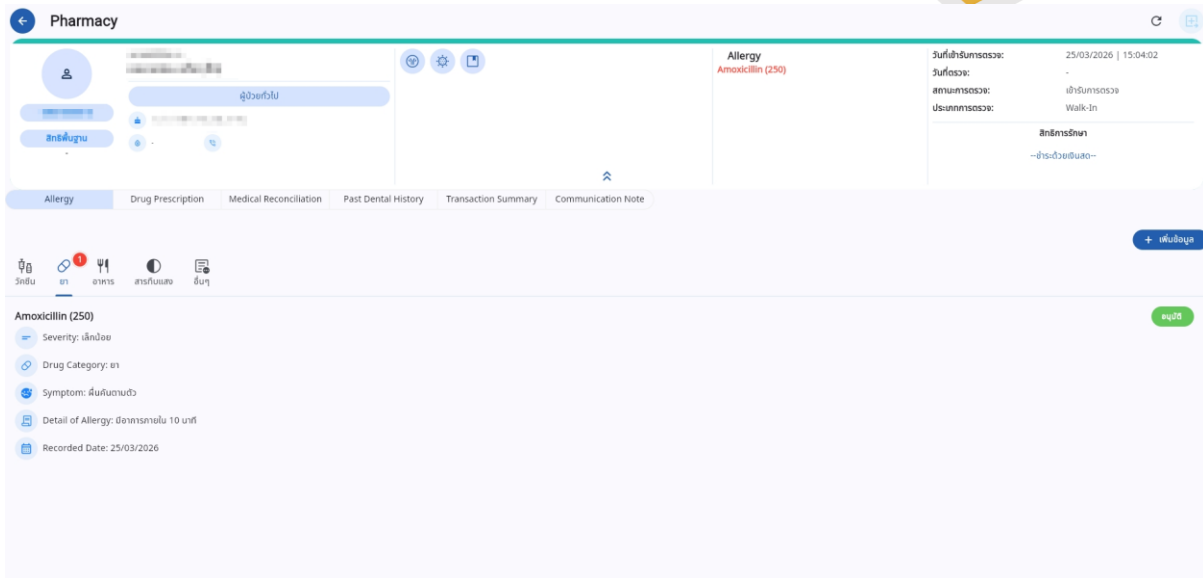 Pharmacy
ผู้ป่วยทั่วไป
สิทธิพื้นฐาน
-
-
Allergy
Amoxicillin (250)
วันที่เข้ารับการตรวจ: 25/03/2026 | 15:04:02
วันที่ตรวจ: -
สถานะการตรวจ: เข้ารับการตรวจ
ประเภทการตรวจ: Walk-In
สิทธิการรักษา
--ชำระด้วยเงินสด--
Allergy Drug Prescription Medical Reconciliation Past Dental History Transaction Summary Communication Note
+ เพิ่มข้อมูล
วัคซีน ยา 1 อาหาร สารทึบแสง อื่นๆ
Amoxicillin (250)
อนุมัติ
Severity: เล็กน้อย
Drug Category: ยา
Symptom: ผื่นคันตามตัว
Detail of Allergy: มีอาการภายใน 10 นาที
Recorded Date: 25/03/2026